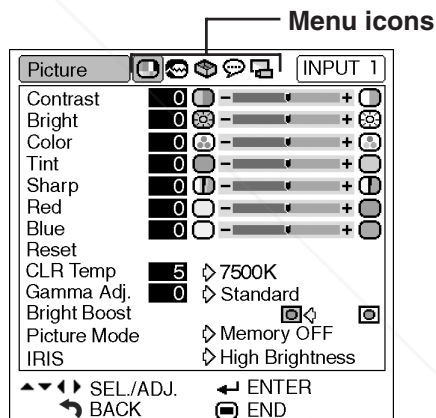 Menu icons
Picture INPUT 1
Contrast 0 - +
Bright 0 - +
Color 0 - +
Tint 0 - +
Sharp 0 - +
Red 0 - +
Blue 0 - +
Reset
CLR Temp 5 7500K
Gamma Adj. 0 Standard
Bright Boost
Picture Mode Memory OFF
IRIS High Brightness
SEL./ADJ. ENTER
BACK END